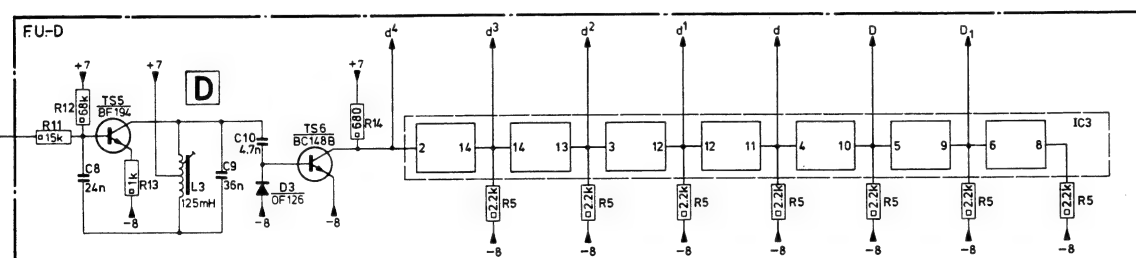 F.U-D
d⁴ d³ d² d¹ d D D₁
+7 +7 +7
D
R12 68k
TS5
BF194
R11
15k
C8
24n
1k R13
-8
L3
125mH
C9
36n
C10
4.7n
D3
OF126
-8
TS6
BC148B
-8
680 R14
IC3
2 14 14 13 3 12 12 11 4 10 5 9 6 8
2.2k R5 2.2k R5 2.2k R5 2.2k R5 2.2k R5 2.2k R5 2.2k R5
-8 -8 -8 -8 -8 -8 -8